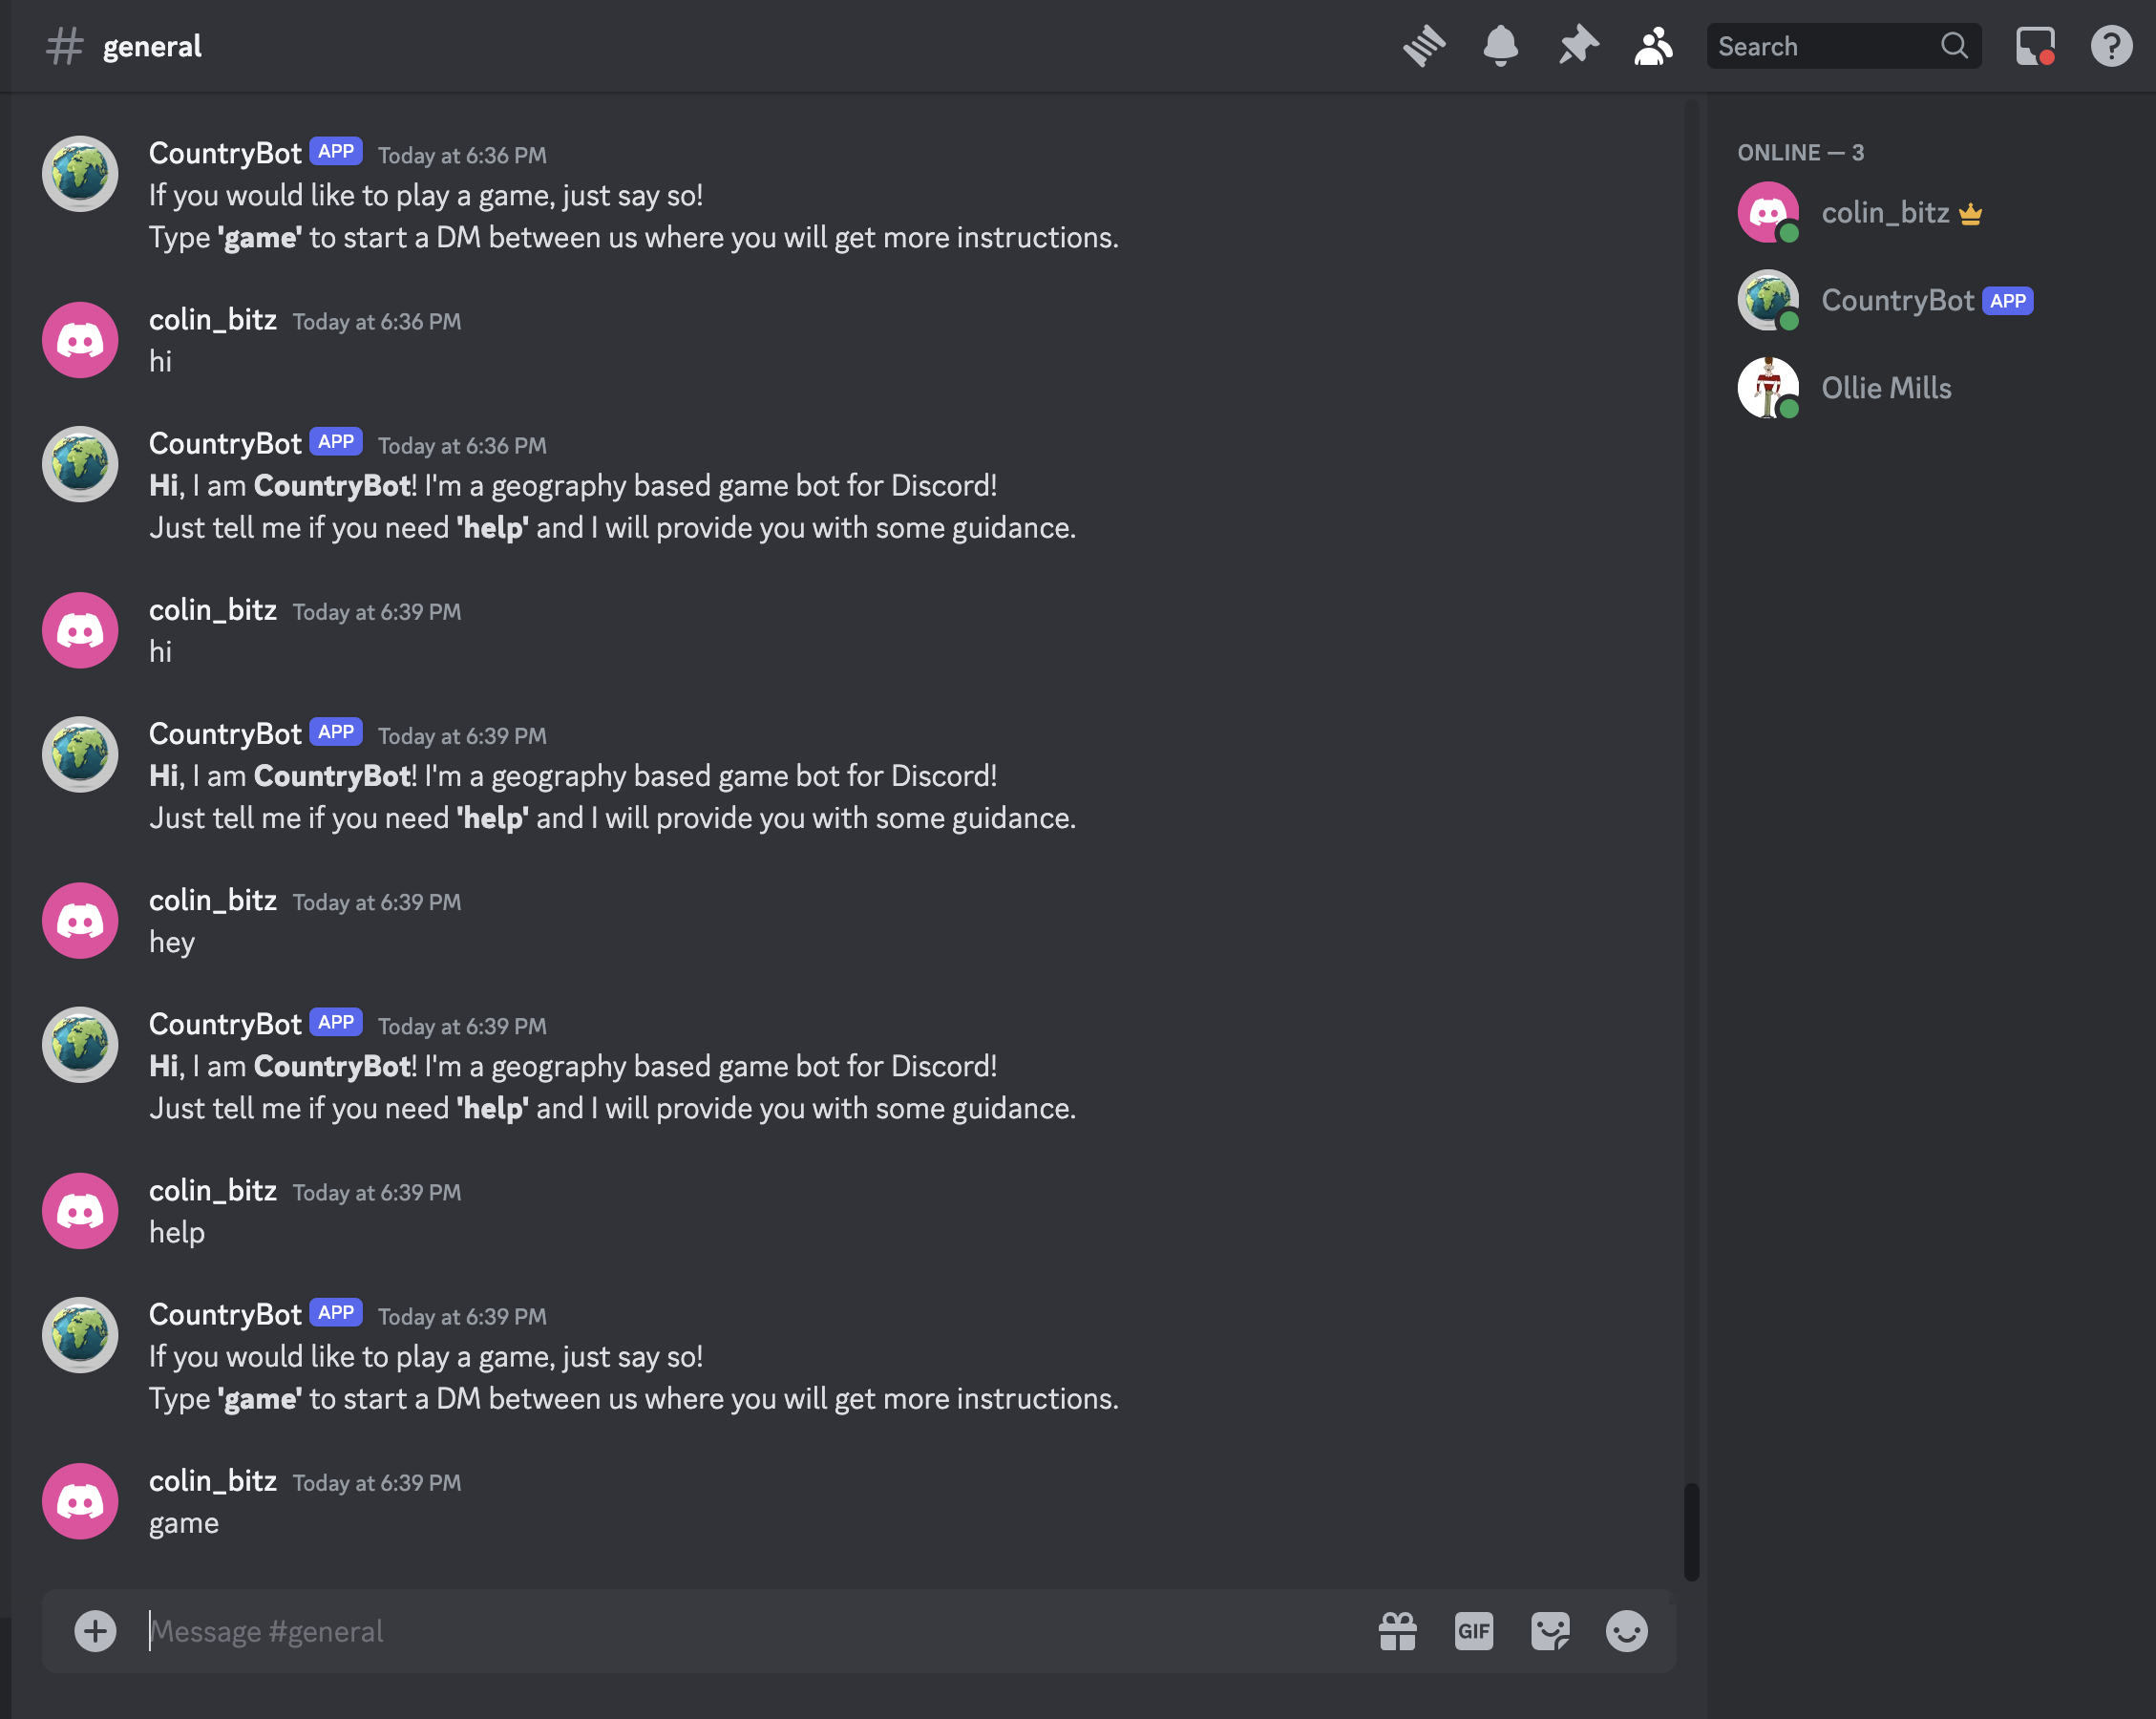 # general
Search
CountryBot APP Today at 6:36 PM
If you would like to play a game, just say so!
Type 'game' to start a DM between us where you will get more instructions.
colin_bitz Today at 6:36 PM
hi
CountryBot APP Today at 6:36 PM
Hi, I am CountryBot! I'm a geography based game bot for Discord!
Just tell me if you need 'help' and I will provide you with some guidance.
colin_bitz Today at 6:39 PM
hi
CountryBot APP Today at 6:39 PM
Hi, I am CountryBot! I'm a geography based game bot for Discord!
Just tell me if you need 'help' and I will provide you with some guidance.
colin_bitz Today at 6:39 PM
hey
CountryBot APP Today at 6:39 PM
Hi, I am CountryBot! I'm a geography based game bot for Discord!
Just tell me if you need 'help' and I will provide you with some guidance.
colin_bitz Today at 6:39 PM
help
CountryBot APP Today at 6:39 PM
If you would like to play a game, just say so!
Type 'game' to start a DM between us where you will get more instructions.
colin_bitz Today at 6:39 PM
game
Message #general
GIF
ONLINE — 3
colin_bitz
CountryBot APP
Ollie Mills